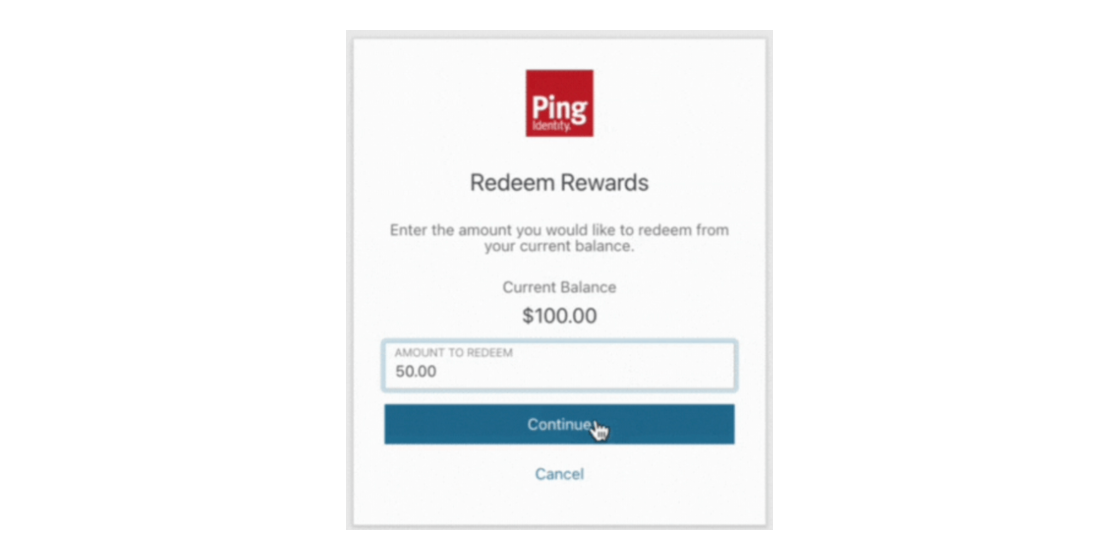 Ping
Identity.
Redeem Rewards
Enter the amount you would like to redeem from
your current balance.
Current Balance
$100.00
AMOUNT TO REDEEM
50.00
Continue
Cancel